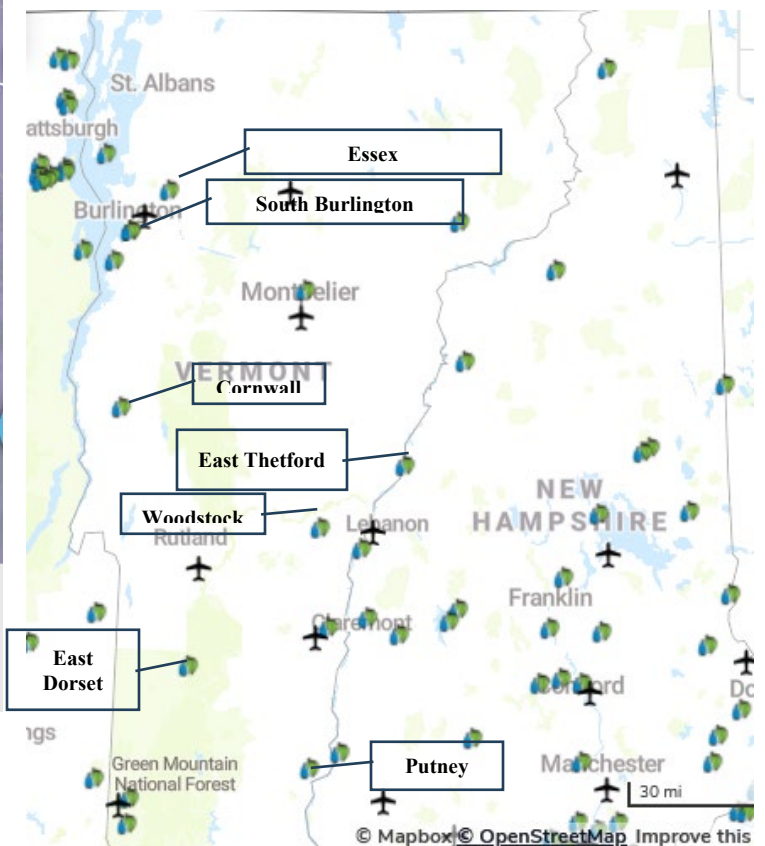 St. Albans
attsburgh
Essex
Burlington
South Burlington
Montpelier
VERMONT
Cornwall
East Thetford
NEW
HAMPSHIRE
Woodstock
Lebanon
Rutland
Franklin
Claremont
East
Dorset
Concord
Do
ngs
Putney
Manchester
Green Mountain
National Forest
30 mi
© Mapbox © OpenStreetMap Improve this